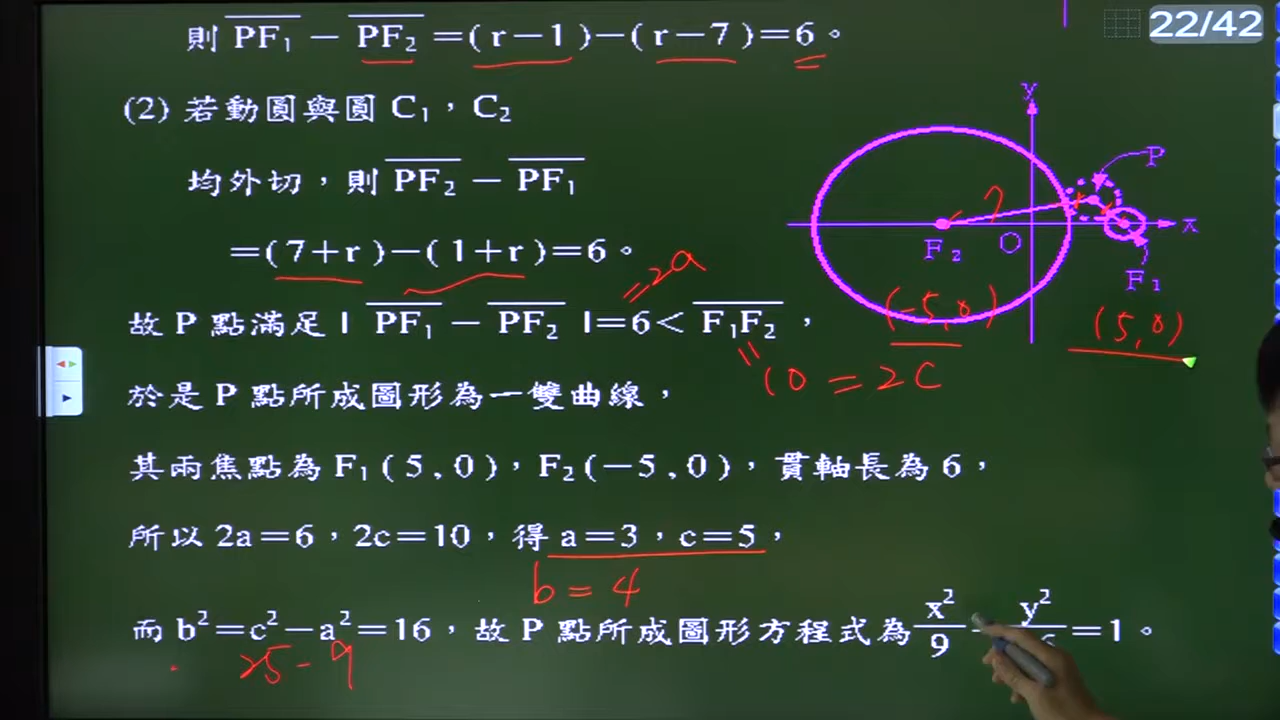 22/42
則 PF₁ − PF₂ =(r−1)−(r−7)=6。
(2) 若動圓與圓 C₁，C₂
均外切，則 PF₂ − PF₁
=(7+r)−(1+r)=6。
=2a
故 P 點滿足 | PF₁ − PF₂ |=6< F₁F₂，
10 = 2c
於是 P 點所成圖形為一雙曲線，
其兩焦點為 F₁(5,0)，F₂(−5,0)，貫軸長為 6，
所以 2a=6，2c=10，得 a=3，c=5，
b = 4
而 b²=c²−a²=16，故 P 點所成圖形方程式為 x²/9 y² =1。
25 − 9
y
P
7
x
F₂
O
F₁
(−5,0)
(5,0)